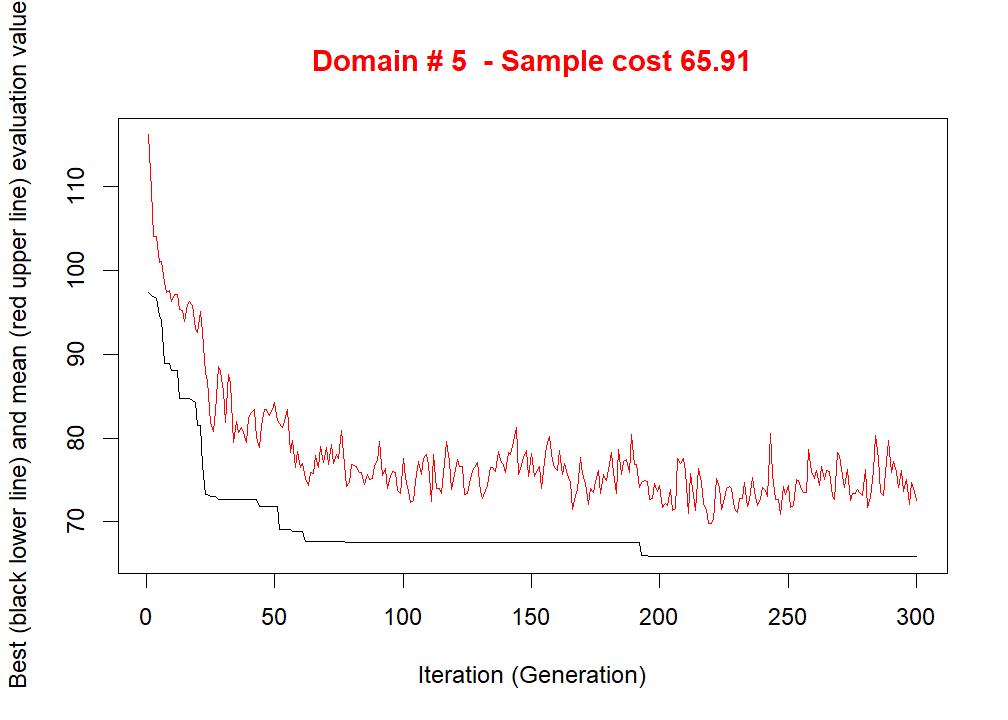 Domain # 5 - Sample cost 65.91
Best (black lower line) and mean (red upper line) evaluation value
110
100
90
80
70
0 50 100 150 200 250 300
Iteration (Generation)